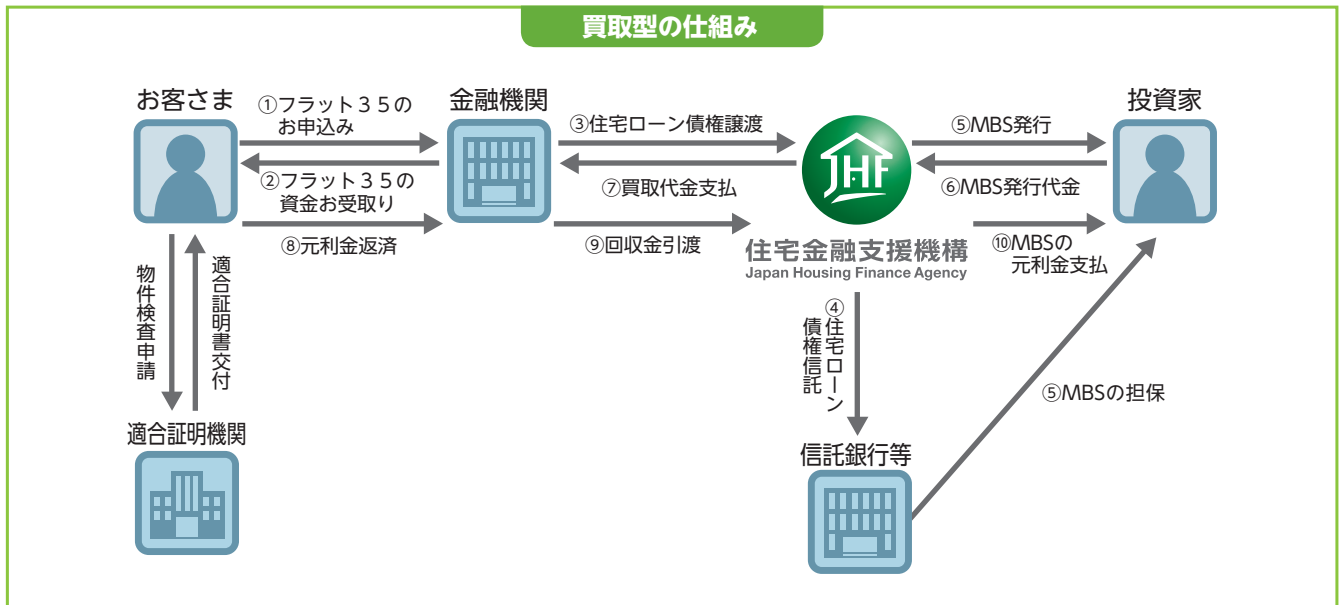 買取型の仕組み
お客さま
①フラット３５の
お申込み
金融機関
③住宅ローン債権譲渡
JHF
⑤MBS発行
投資家
②フラット３５の
資金お受取り
⑦買取代金支払
⑥MBS発行代金
⑧元利金返済
⑨回収金引渡
住宅金融支援機構
Japan Housing Finance Agency
⑩MBSの
元利金支払
物件検査申請
適合証明書交付
④住宅ローン
債権信託
⑤MBSの担保
適合証明機関
信託銀行等